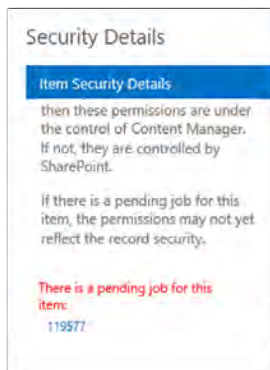 Security Details
Item Security Details
then these permissions are under
the control of Content Manager.
If not, they are controlled by
SharePoint.
If there is a pending job for this
item, the permissions may not yet
reflect the record security.
There is a pending job for this
item:
119577